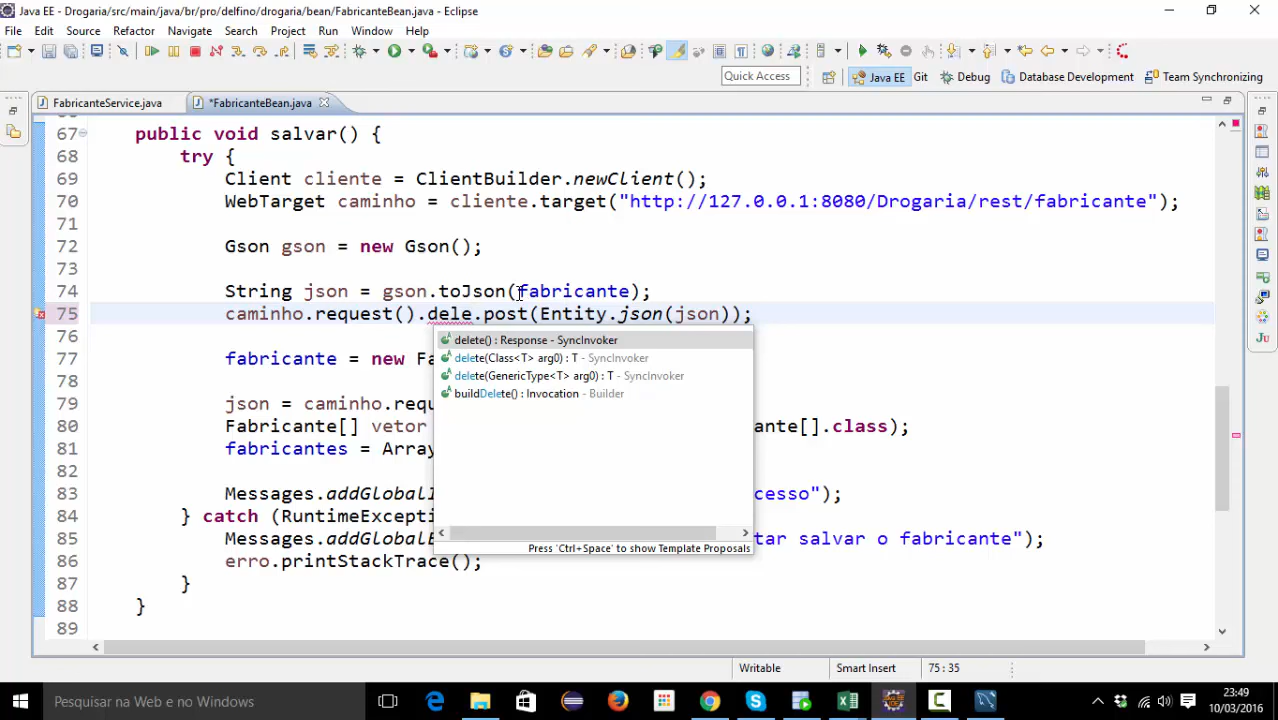 Java EE - Drogaria/src/main/java/br/pro/delfino/drogaria/bean/FabricanteBean.java - Eclipse
File Edit Source Refactor Navigate Search Project Run Window Help
Quick Access Java EE Git Debug Database Development Team Synchronizing
FabricanteService.java *FabricanteBean.java
67 public void salvar() {
68 try {
69 Client cliente = ClientBuilder.newClient();
70 WebTarget caminho = cliente.target("http://127.0.0.1:8080/Drogaria/rest/fabricante");
71
72 Gson gson = new Gson();
73
74 String json = gson.toJson(fabricante);
75 caminho.request().dele.post(Entity.json(json));
76
delete() : Response - SyncInvoker
77 fabricante = new Fa
delete(Class<T> arg0) : T - SyncInvoker
78
delete(GenericType<T> arg0) : T - SyncInvoker
buildDelete() : Invocation - Builder
79 json = caminho.requ
80 Fabricante[] vetor ante[].class);
81 fabricantes = Array
82
83 Messages.addGlobalI cesso");
84 } catch (RuntimeExcepti
85 Messages.addGlobalE tar salvar o fabricante");
Press 'Ctrl+Space' to show Template Proposals
86 erro.printStackTrace();
87 }
88 }
89
Writable Smart Insert 75 : 35
Pesquisar na Web e no Windows
23:49
10/03/2016